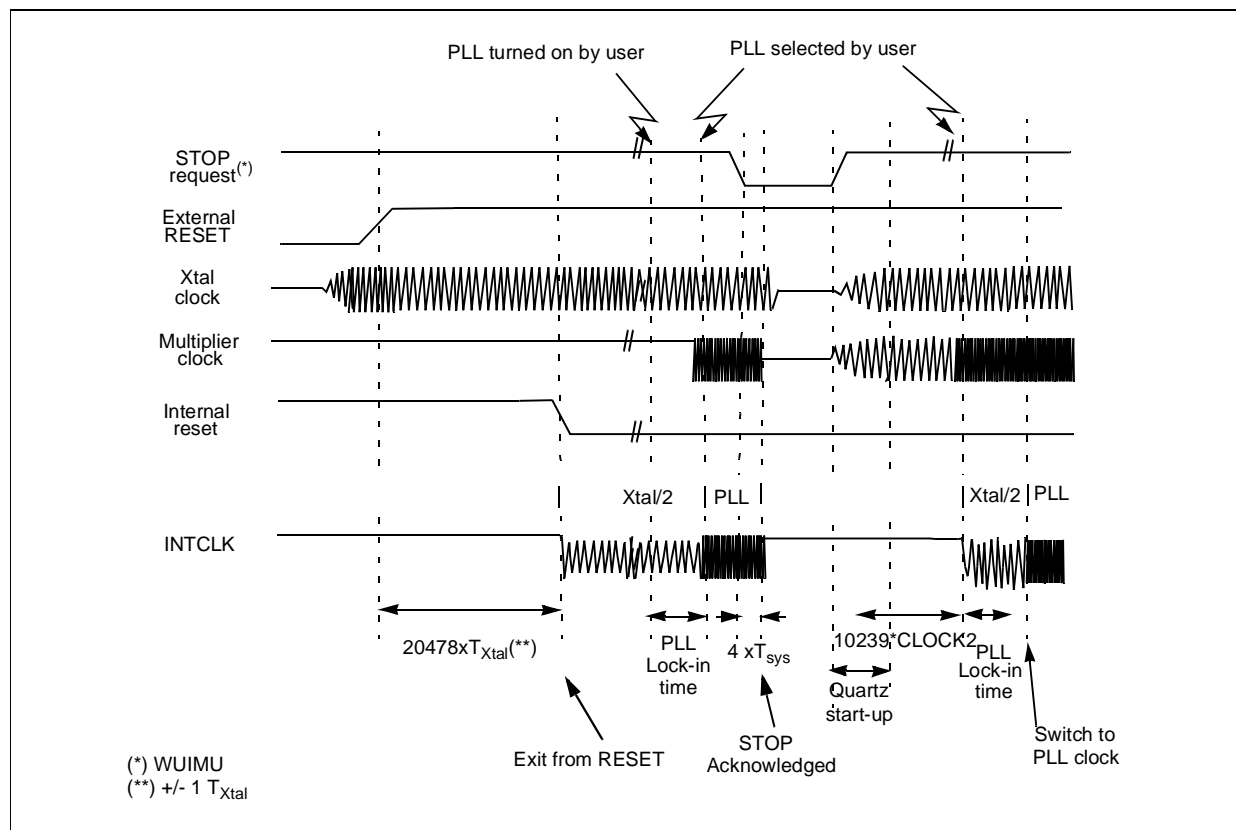 PLL turned on by user
PLL selected by user
STOP
request(*)
External
RESET
Xtal
clock
Multiplier
clock
Internal
reset
Xtal/2
PLL
Xtal/2
PLL
INTCLK
20478xTXtal(**)
PLL
Lock-in
time
4 xTsys
10239*CLOCK2
PLL
Lock-in
time
Quartz
start-up
Exit from RESET
STOP
Acknowledged
Switch to
PLL clock
(*) WUIMU
(**) +/- 1 TXtal